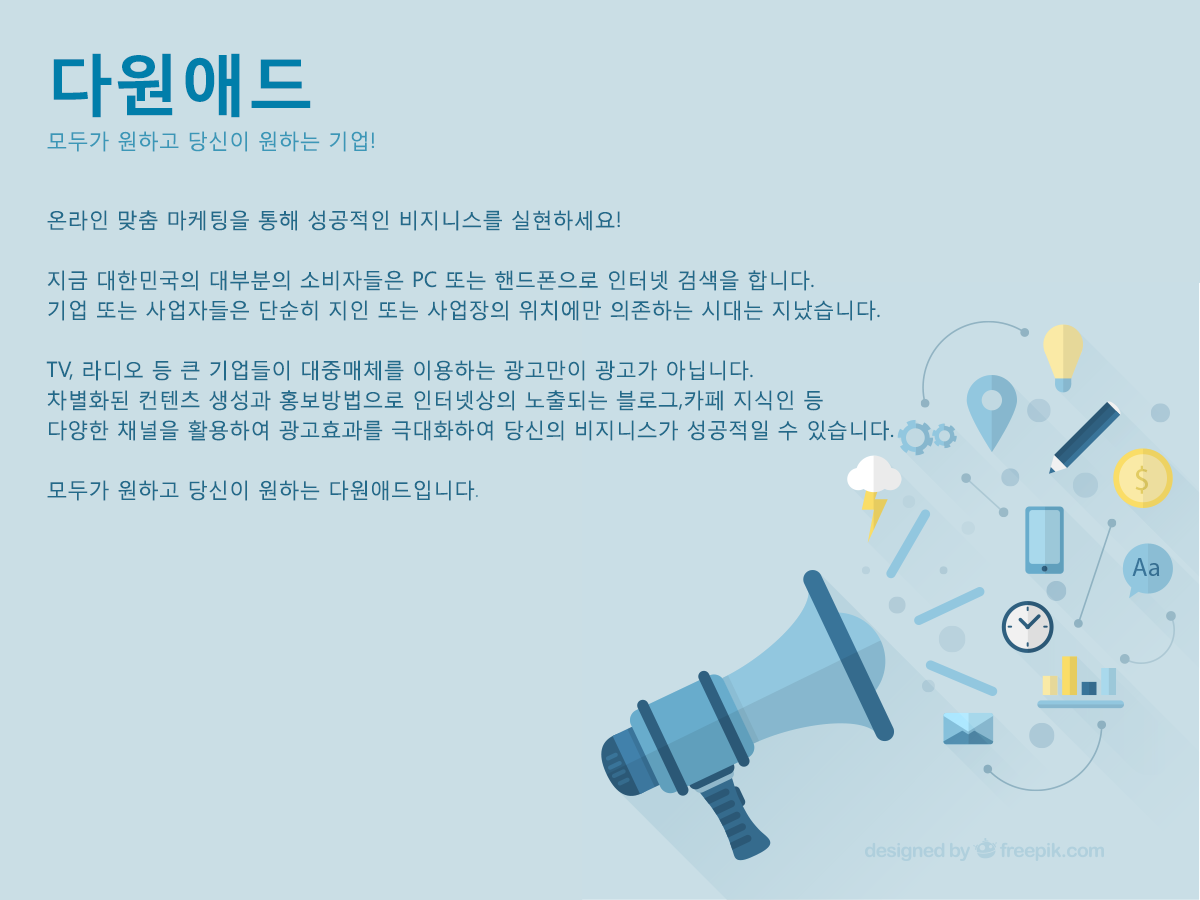 다원애드
모두가 원하고 당신이 원하는 기업!
온라인 맞춤 마케팅을 통해 성공적인 비지니스를 실현하세요!
지금 대한민국의 대부분의 소비자들은 PC 또는 핸드폰으로 인터넷 검색을 합니다.
기업 또는 사업자들은 단순히 지인 또는 사업장의 위치에만 의존하는 시대는 지났습니다.
TV, 라디오 등 큰 기업들이 대중매체를 이용하는 광고만이 광고가 아닙니다.
차별화된 컨텐츠 생성과 홍보방법으로 인터넷상의 노출되는 블로그,카페 지식인 등
다양한 채널을 활용하여 광고효과를 극대화하여 당신의 비지니스가 성공적일 수 있습니다.
모두가 원하고 당신이 원하는 다원애드입니다.
$
Aa
designed by freepik.com